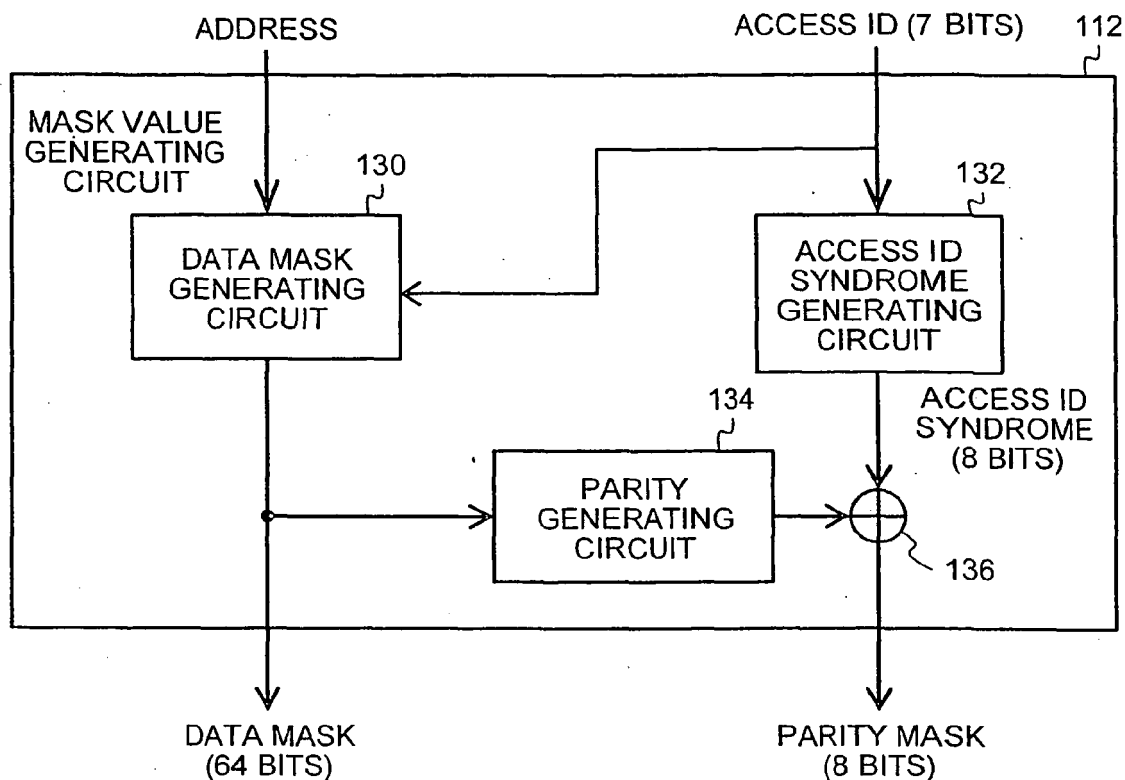 ADDRESS
ACCESS ID (7 BITS)
112
MASK VALUE
GENERATING
CIRCUIT
130
132
DATA MASK
GENERATING
CIRCUIT
ACCESS ID
SYNDROME
GENERATING
CIRCUIT
134
ACCESS ID
SYNDROME
(8 BITS)
PARITY
GENERATING
CIRCUIT
136
DATA MASK
(64 BITS)
PARITY MASK
(8 BITS)